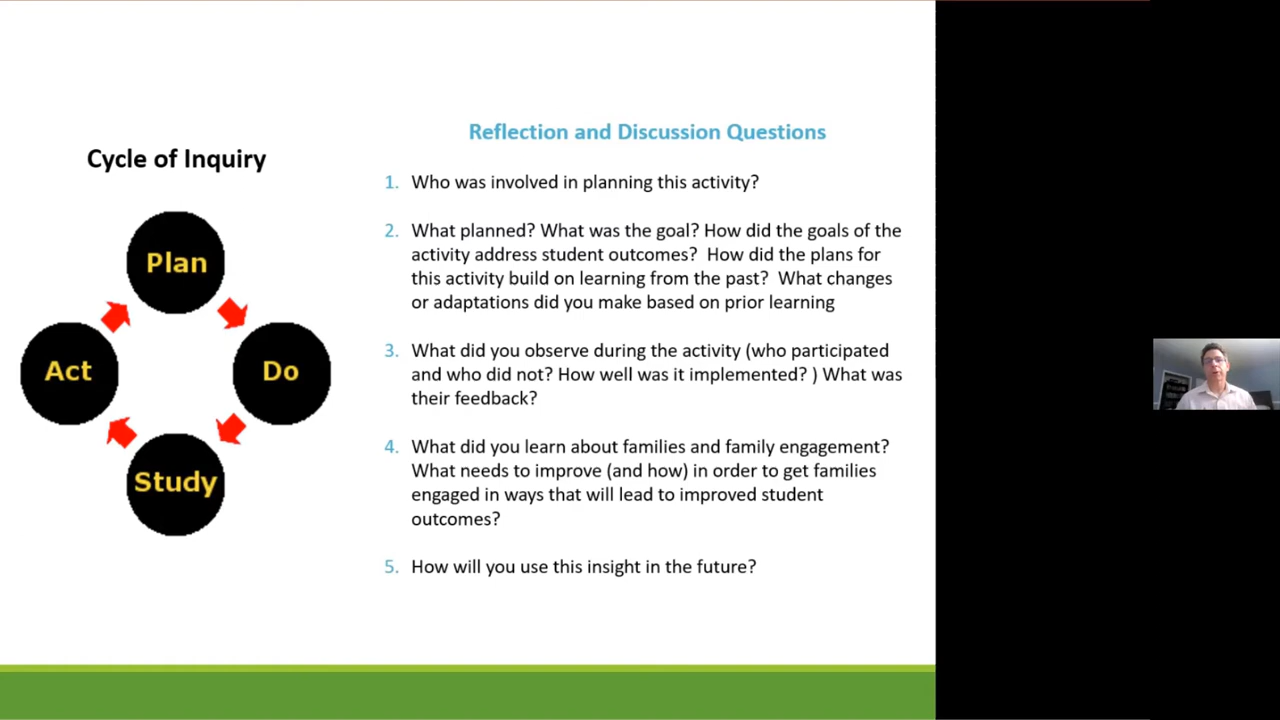 Cycle of Inquiry
Plan
Do
Act
Study
Reflection and Discussion Questions
1. Who was involved in planning this activity?
2. What planned? What was the goal? How did the goals of the
activity address student outcomes?  How did the plans for
this activity build on learning from the past?  What changes
or adaptations did you make based on prior learning
3. What did you observe during the activity (who participated
and who did not? How well was it implemented? ) What was
their feedback?
4. What did you learn about families and family engagement?
What needs to improve (and how) in order to get families
engaged in ways that will lead to improved student
outcomes?
5. How will you use this insight in the future?